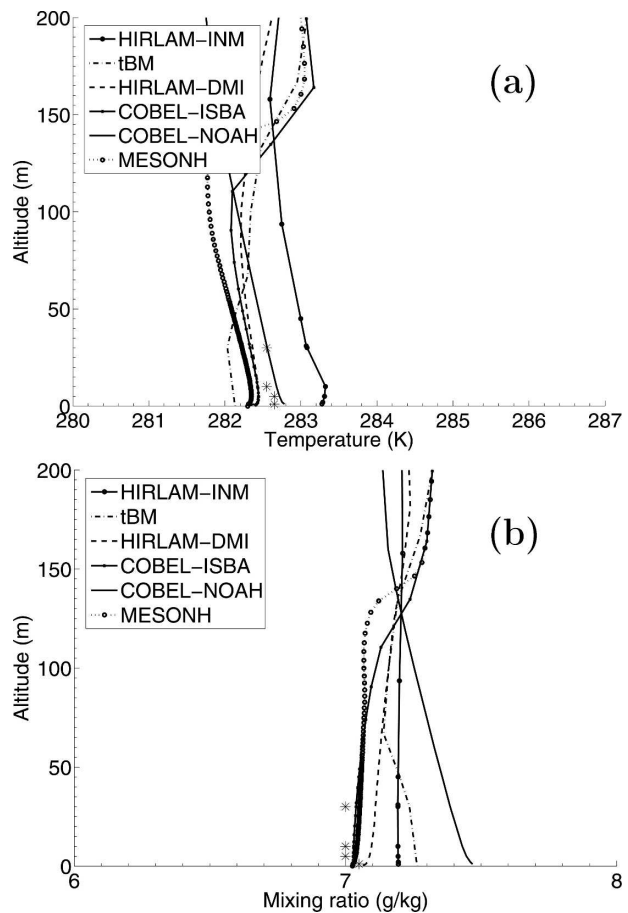 200
150
100
50
0
Altitude (m)
HIRLAM−INM
tBM
HIRLAM−DMI
COBEL−ISBA
COBEL−NOAH
MESONH
(a)
280 281 282 283 284 285 286 287
Temperature (K)
200
150
100
50
0
Altitude (m)
HIRLAM−INM
tBM
HIRLAM−DMI
COBEL−ISBA
COBEL−NOAH
MESONH
(b)
6 7 8
Mixing ratio (g/kg)